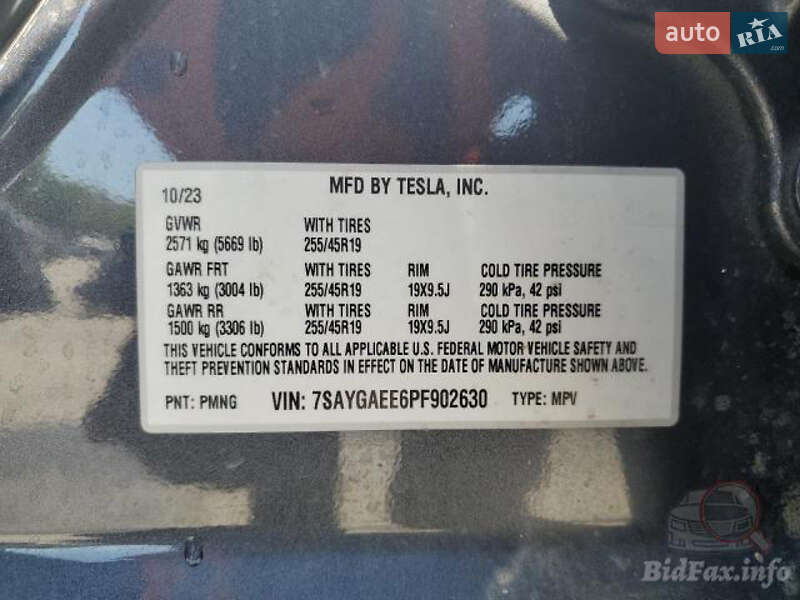 auto RIA
10/23 MFD BY TESLA, INC.
GVWR WITH TIRES
2571 kg (5669 lb) 255/45R19
GAWR FRT WITH TIRES RIM COLD TIRE PRESSURE
1363 kg (3004 lb) 255/45R19 19X9.5J 290 kPa, 42 psi
GAWR RR WITH TIRES RIM COLD TIRE PRESSURE
1500 kg (3306 lb) 255/45R19 19X9.5J 290 kPa, 42 psi
THIS VEHICLE CONFORMS TO ALL APPLICABLE U.S. FEDERAL MOTOR VEHICLE SAFETY AND
THEFT PREVENTION STANDARDS IN EFFECT ON THE DATE OF MANUFACTURE SHOWN ABOVE.
PNT: PMNG VIN: 7SAYGAEE6PF902630 TYPE: MPV
BidFax.info